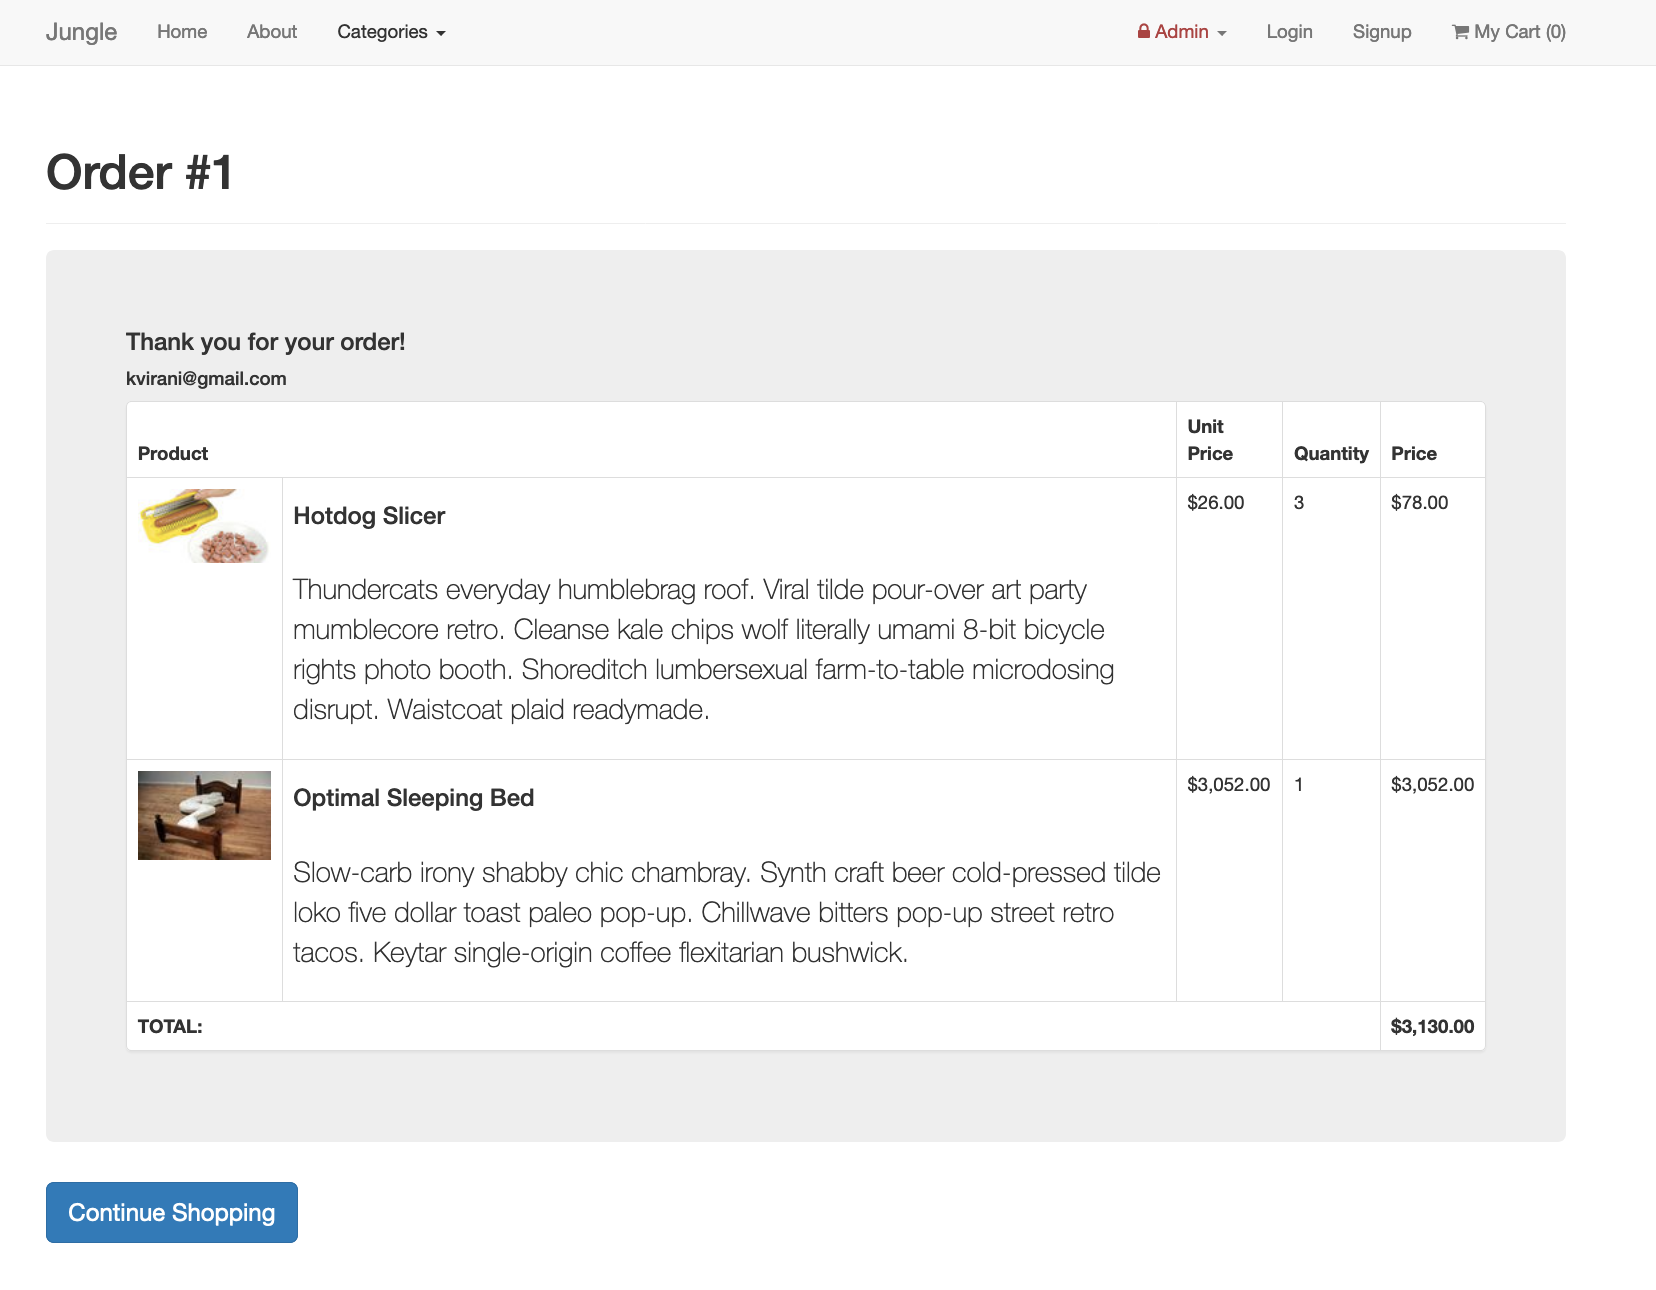 Jungle Home About Categories Admin Login Signup My Cart (0)
Order #1
Thank you for your order!
kvirani@gmail.com
Product Unit Price Quantity Price
Hotdog Slicer $26.00 3 $78.00
Thundercats everyday humblebrag roof. Viral tilde pour-over art party
mumblecore retro. Cleanse kale chips wolf literally umami 8-bit bicycle
rights photo booth. Shoreditch lumbersexual farm-to-table microdosing
disrupt. Waistcoat plaid readymade.
Optimal Sleeping Bed $3,052.00 1 $3,052.00
Slow-carb irony shabby chic chambray. Synth craft beer cold-pressed tilde
loko five dollar toast paleo pop-up. Chillwave bitters pop-up street retro
tacos. Keytar single-origin coffee flexitarian bushwick.
TOTAL: $3,130.00
Continue Shopping